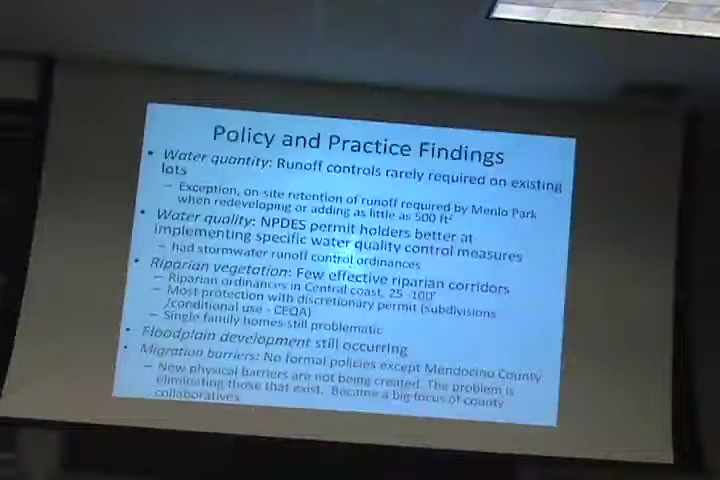 Policy and Practice Findings
• Water quantity: Runoff controls rarely required on existing
lots
– Exception, on-site retention of runoff required by Menlo Park
when redeveloping or adding as little as 500 ft²
• Water quality: NPDES permit holders better at
implementing specific water quality control measures
– had stormwater runoff control ordinances
• Riparian vegetation: Few effective riparian corridors
– Riparian ordinances in Central coast, 25 -100'
– Most protection with discretionary permit (subdivisions
/conditional use - CEQA)
– Single family homes still problematic
• Floodplain development still occurring
• Migration barriers: No formal policies except Mendocino County
– New physical barriers are not being created. The problem is
eliminating those that exist. Became a big focus of county
collaboratives